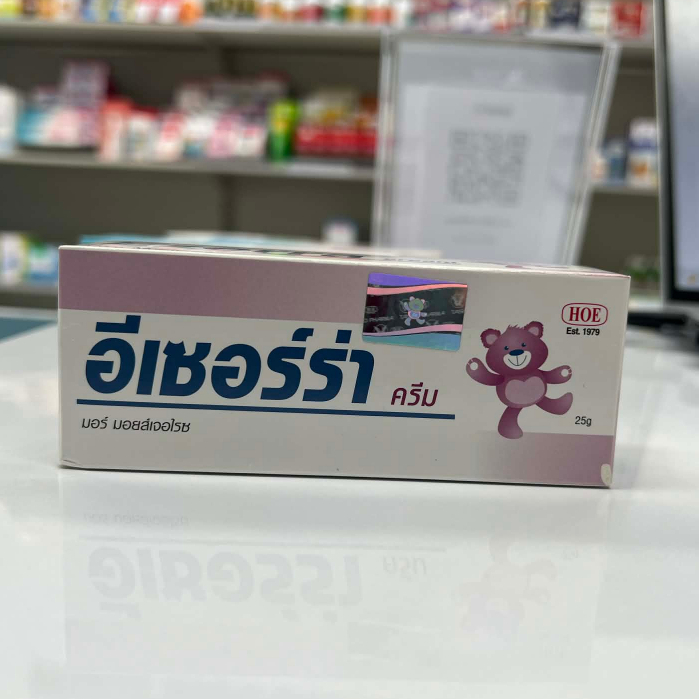 HOE
Est. 1979
อีเซอร์ร่า ครีม
มอร์ มอยส์เจอไรซ
25g